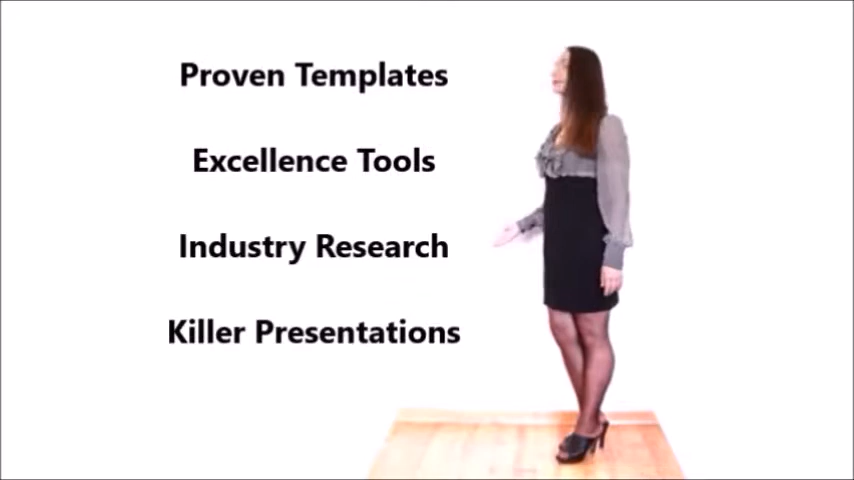 Proven Templates
Excellence Tools
Industry Research
Killer Presentations